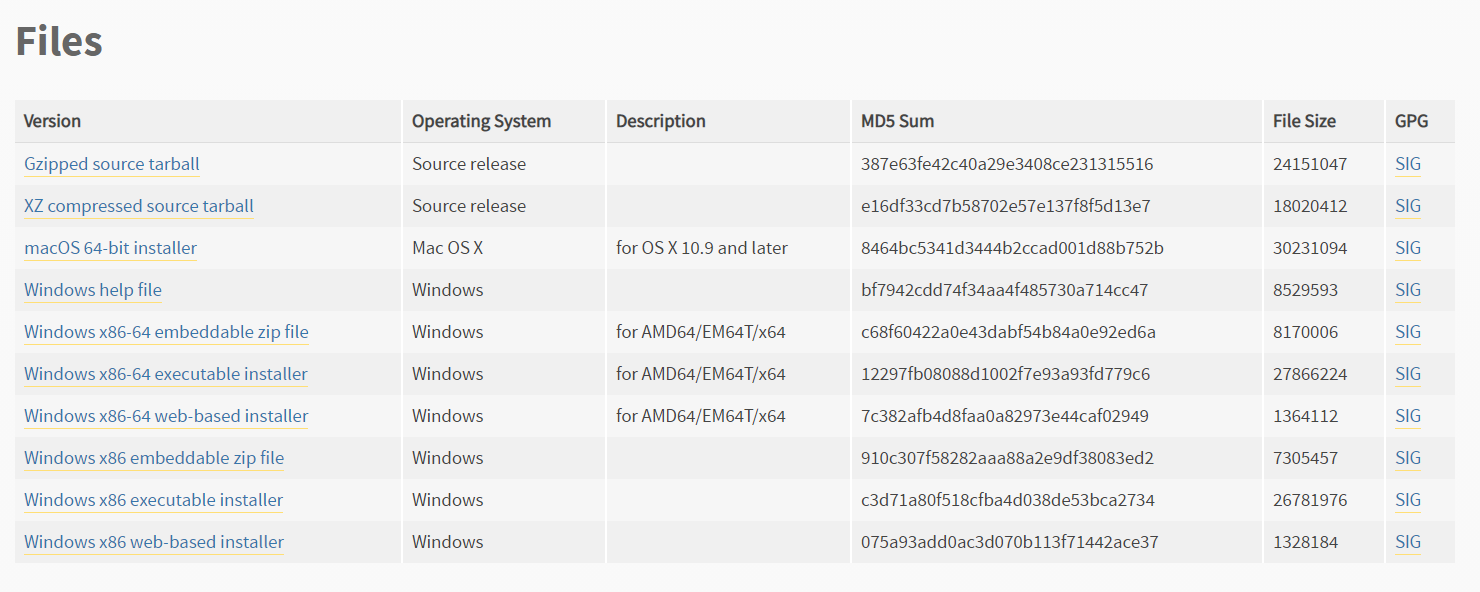 Files
Version Operating System Description MD5 Sum File Size GPG
Gzipped source tarball Source release 387e63fe42c40a29e3408ce231315516 24151047 SIG
XZ compressed source tarball Source release e16df33cd7b58702e57e137f8f5d13e7 18020412 SIG
macOS 64-bit installer Mac OS X for OS X 10.9 and later 8464bc5341d3444b2ccad001d88b752b 30231094 SIG
Windows help file Windows bf7942cdd74f34aa4f485730a714cc47 8529593 SIG
Windows x86-64 embeddable zip file Windows for AMD64/EM64T/x64 c68f60422a0e43dabf54b84a0e92ed6a 8170006 SIG
Windows x86-64 executable installer Windows for AMD64/EM64T/x64 12297fb08088d1002f7e93a93fd779c6 27866224 SIG
Windows x86-64 web-based installer Windows for AMD64/EM64T/x64 7c382afb4d8faa0a82973e44caf02949 1364112 SIG
Windows x86 embeddable zip file Windows 910c307f58282aaa88a2e9df38083ed2 7305457 SIG
Windows x86 executable installer Windows c3d71a80f518cfba4d038de53bca2734 26781976 SIG
Windows x86 web-based installer Windows 075a93add0ac3d070b113f71442ace37 1328184 SIG